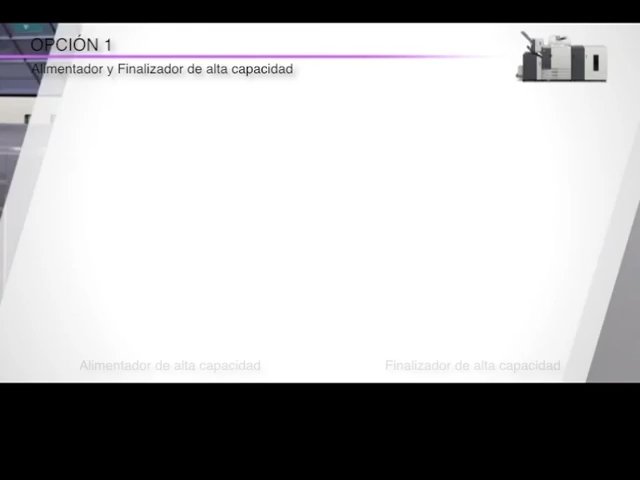 OPCIÓN 1
Alimentador y Finalizador de alta capacidad
Alimentador de alta capacidad
Finalizador de alta capacidad